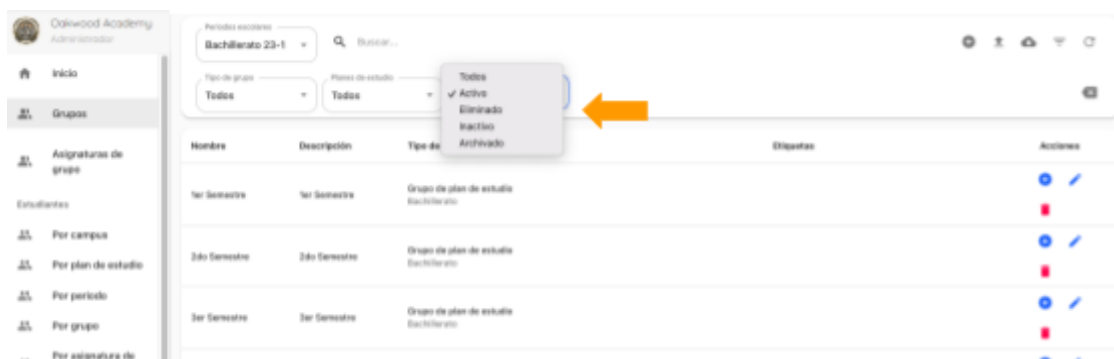 Oakwood Academy
Administrador
Inicio
Grupos
Asignaturas de
grupo
Estudiantes
Por campus
Por plan de estudio
Por periodo
Por grupo
Por asignatura de
Periodos escolares
Bachillerato 23-1
Buscar...
Tipo de grupo
Todos
Planes de estudio
Todos
Todos
Activo
Eliminado
Inactivo
Archivado
Nombre Descripción Tipo de Etiquetas Acciones
1er Semestre 1er Semestre Grupo de plan de estudio
Bachillerato
2do Semestre 2do Semestre Grupo de plan de estudio
Bachillerato
3er Semestre 3er Semestre Grupo de plan de estudio
Bachillerato